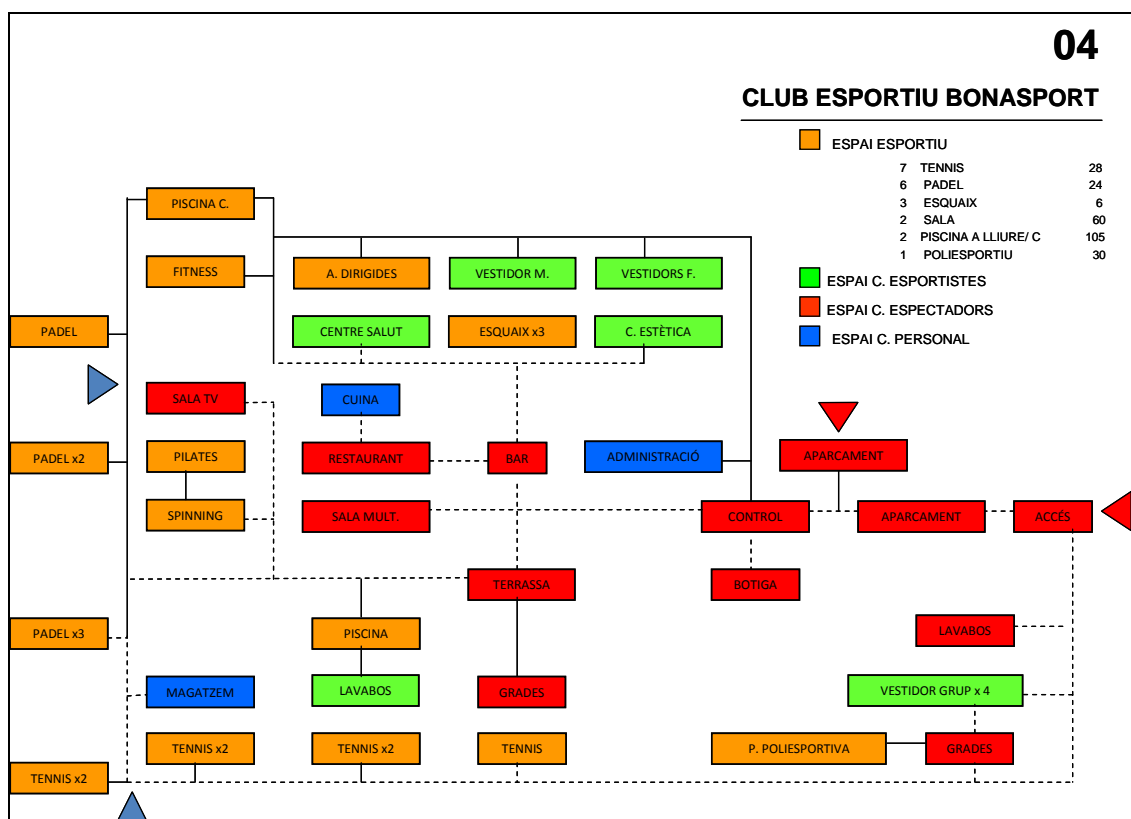 04
CLUB ESPORTIU BONASPORT
ESPAI ESPORTIU
7 TENNIS 28
6 PADEL 24
3 ESQUAIX 6
2 SALA 60
2 PISCINA A LLIURE/ C 105
1 POLIESPORTIU 30
ESPAI C. ESPORTISTES
ESPAI C. ESPECTADORS
ESPAI C. PERSONAL
PISCINA C.
FITNESS
A. DIRIGIDES
VESTIDOR M.
VESTIDORS F.
PADEL
CENTRE SALUT
ESQUAIX x3
C. ESTÈTICA
SALA TV
CUINA
PADEL x2
PILATES
RESTAURANT
BAR
ADMINISTRACIÓ
APARCAMENT
SPINNING
SALA MULT.
CONTROL
APARCAMENT
ACCÉS
TERRASSA
BOTIGA
PADEL x3
PISCINA
LAVABOS
MAGATZEM
LAVABOS
GRADES
VESTIDOR GRUP x 4
TENNIS x2
TENNIS x2
TENNIS
P. POLIESPORTIVA
GRADES
TENNIS x2